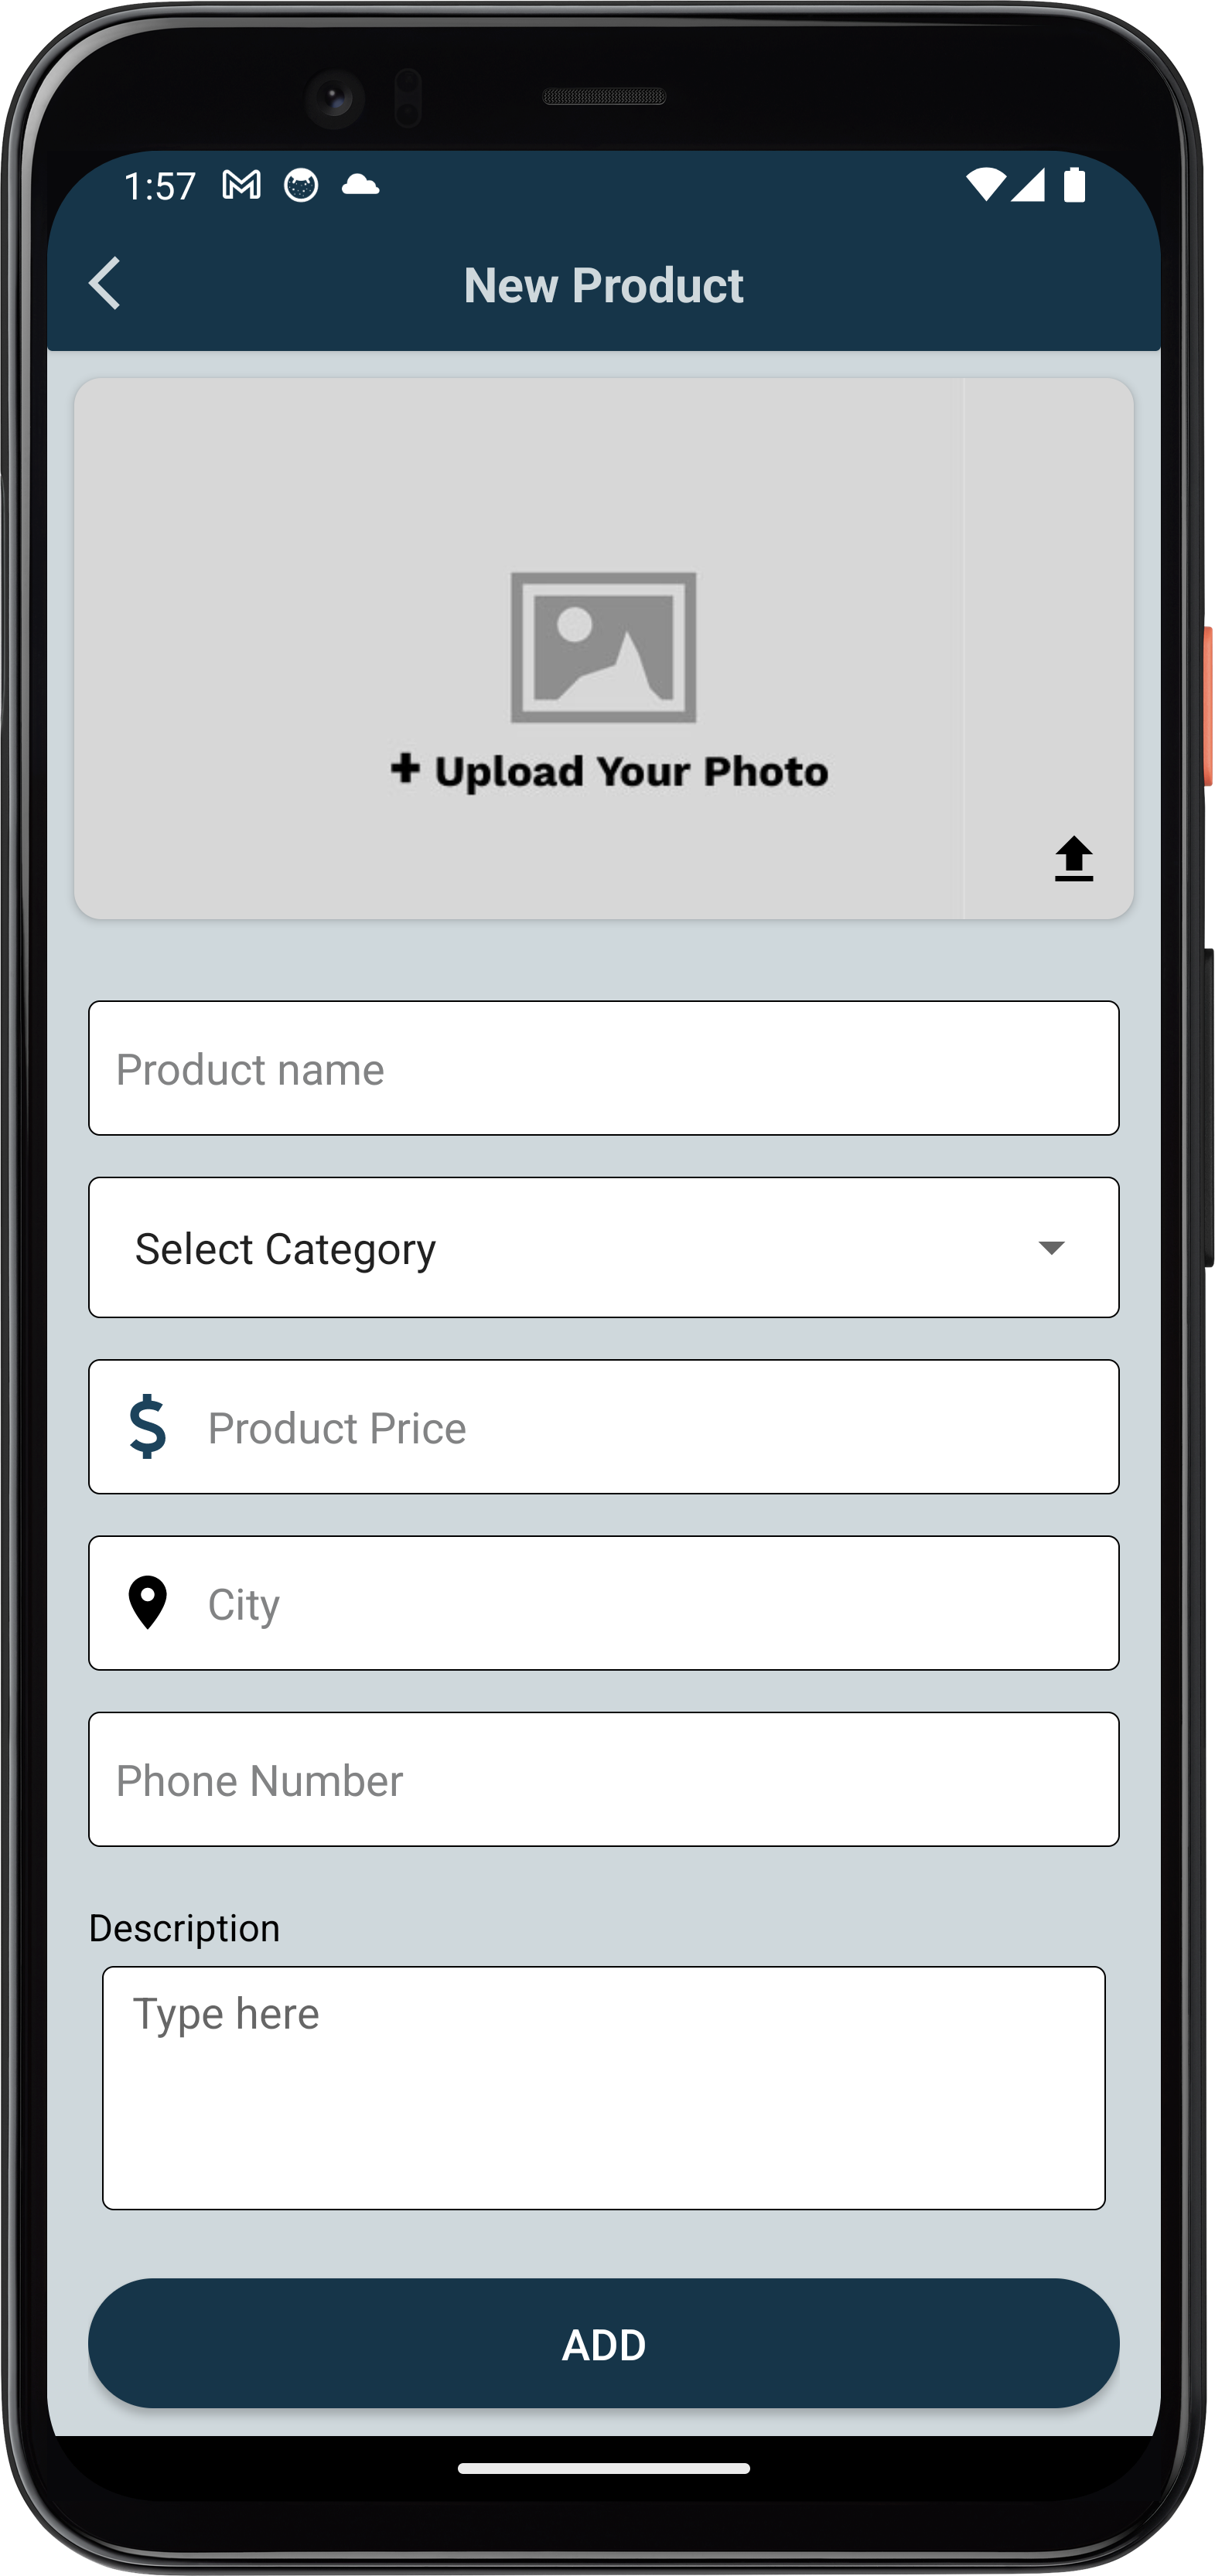 1:57
New Product
+ Upload Your Photo
Product name
Select Category
$ Product Price
City
Phone Number
Description
Type here
ADD